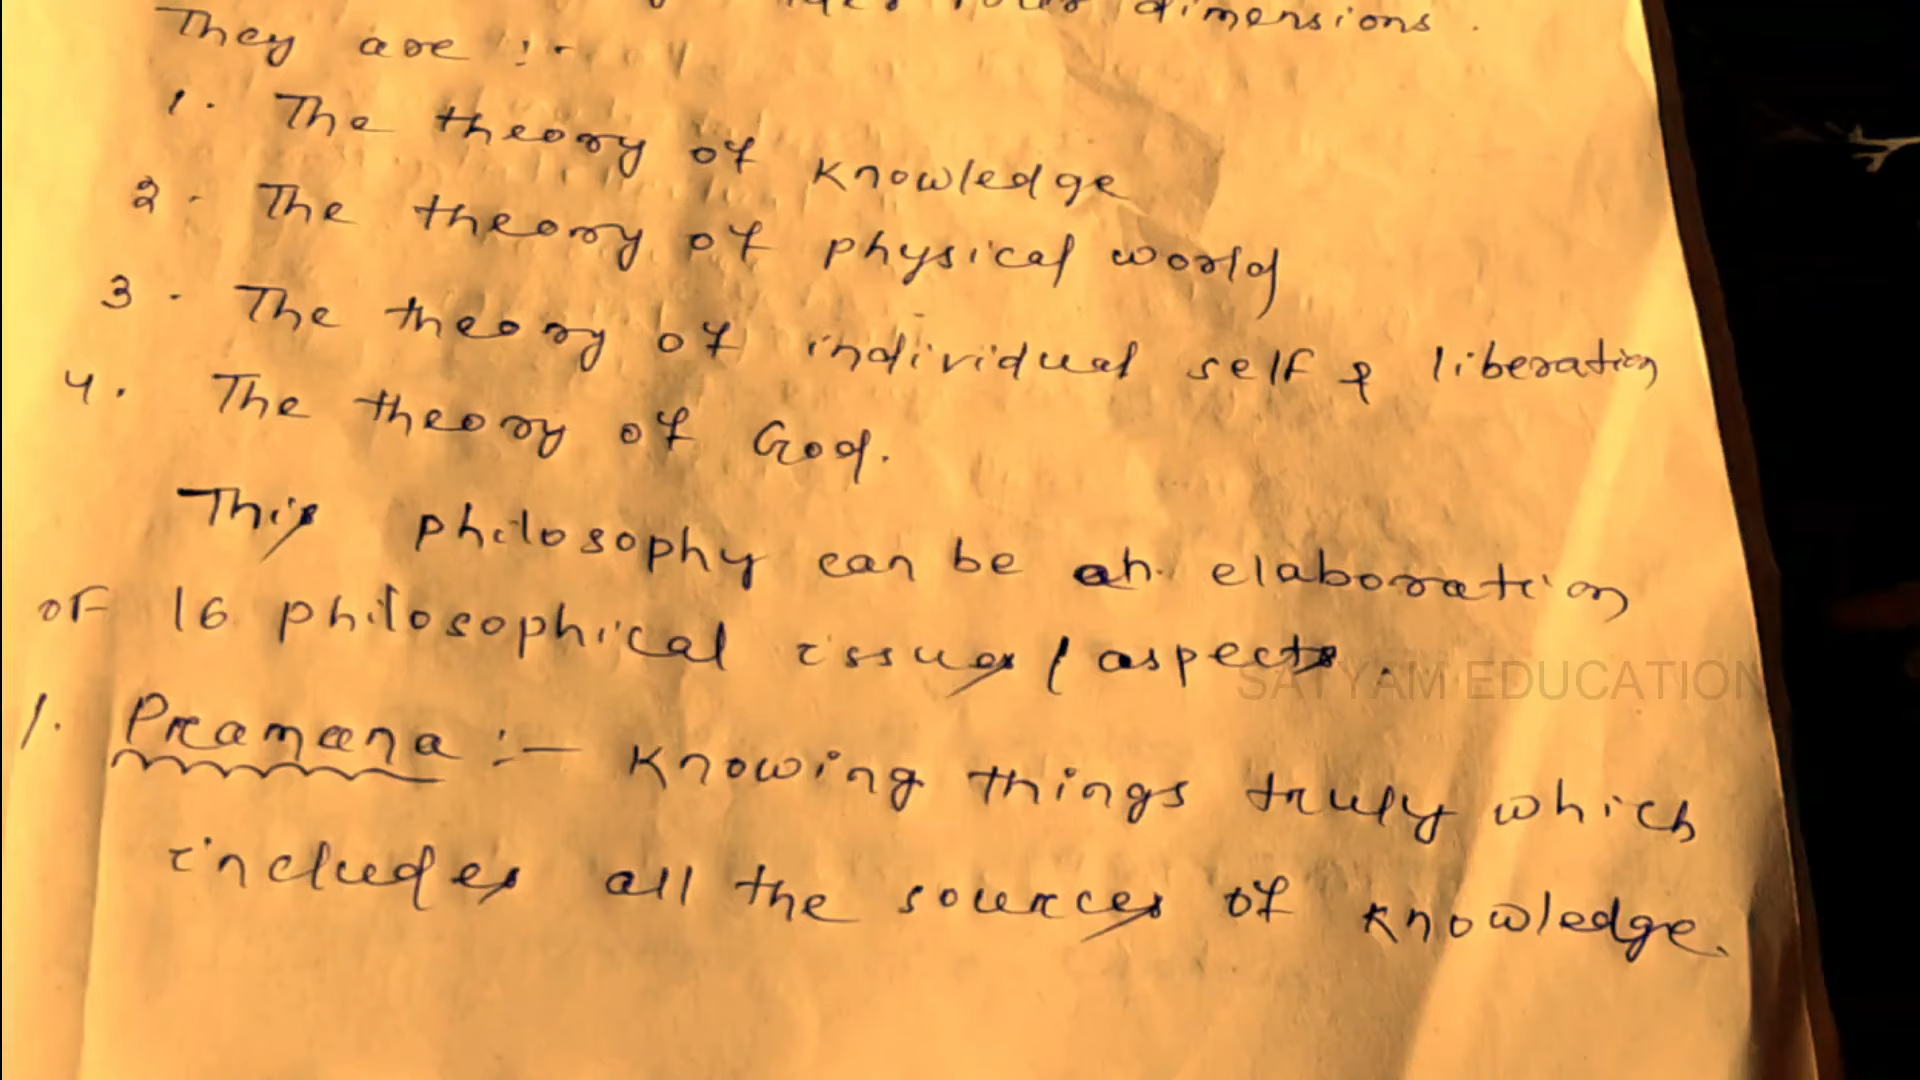 four dimensions.
They are :-
1. The theory of Knowledge
2. The theory of physical world
3. The theory of individual self & liberation
4. The theory of God.
This philosophy can be an elaboration
of 16 philosophical issues / aspects.
SATYAM EDUCATION
1. Pramana :- Knowing things truly which
includes all the sources of knowledge.